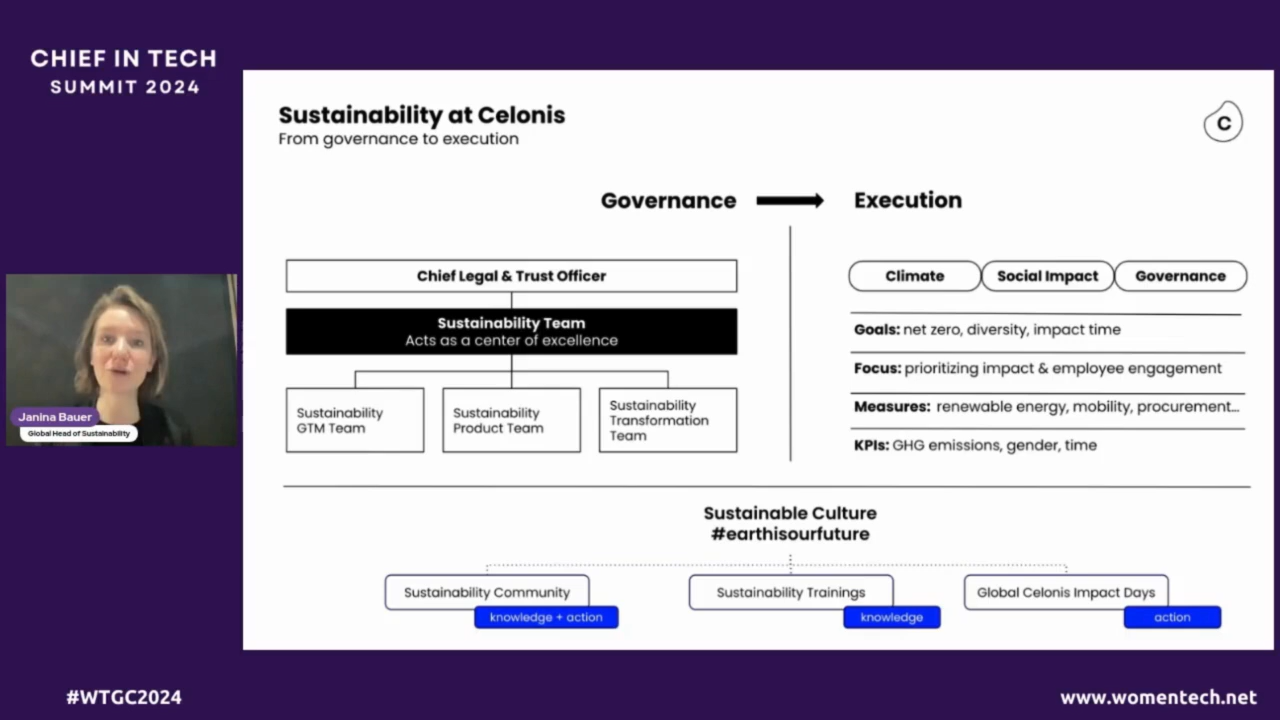 CHIEF IN TECH
SUMMIT 2024
Sustainability at Celonis
From governance to execution
C
Governance
Execution
Chief Legal & Trust Officer
Sustainability Team
Acts as a center of excellence
Sustainability
GTM Team
Sustainability
Product Team
Sustainability
Transformation
Team
Climate
Social Impact
Governance
Goals: net zero, diversity, impact time
Focus: prioritizing impact & employee engagement
Measures: renewable energy, mobility, procurement...
KPIs: GHG emissions, gender, time
Janina Bauer
Global Head of Sustainability
Sustainable Culture
#earthisourfuture
Sustainability Community
knowledge + action
Sustainability Trainings
knowledge
Global Celonis Impact Days
action
#WTGC2024
www.womentech.net